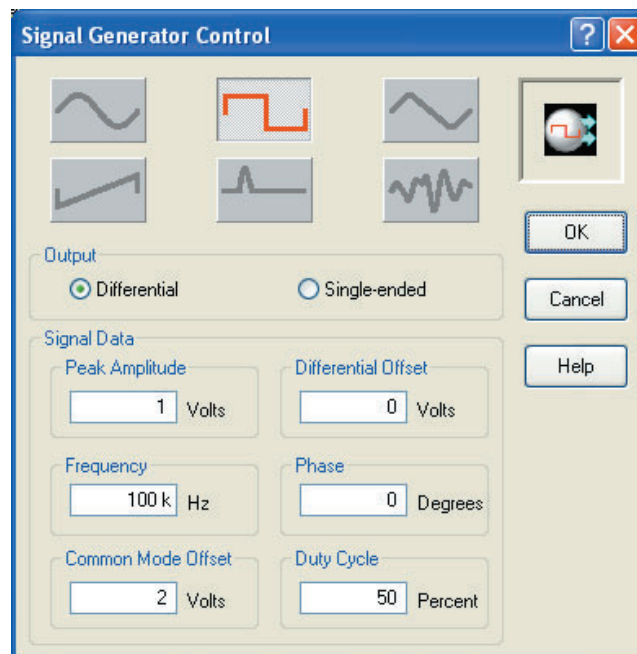 Signal Generator Control
OK
Output
Differential
Single-ended
Cancel
Signal Data
Help
Peak Amplitude
1 Volts
Differential Offset
0 Volts
Frequency
100 k Hz
Phase
0 Degrees
Common Mode Offset
2 Volts
Duty Cycle
50 Percent